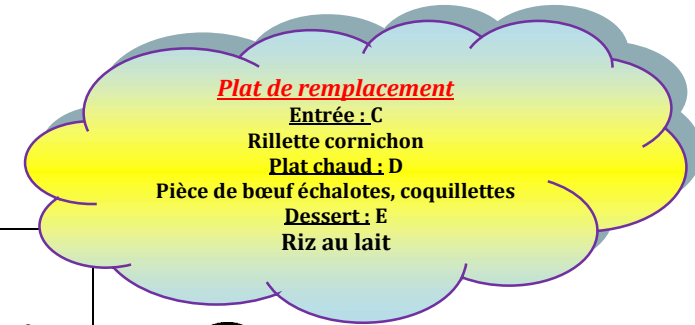 Plat de remplacement
Entrée : C
Rillette cornichon
Plat chaud : D
Pièce de bœuf échalotes, coquillettes
Dessert : E
Riz au lait